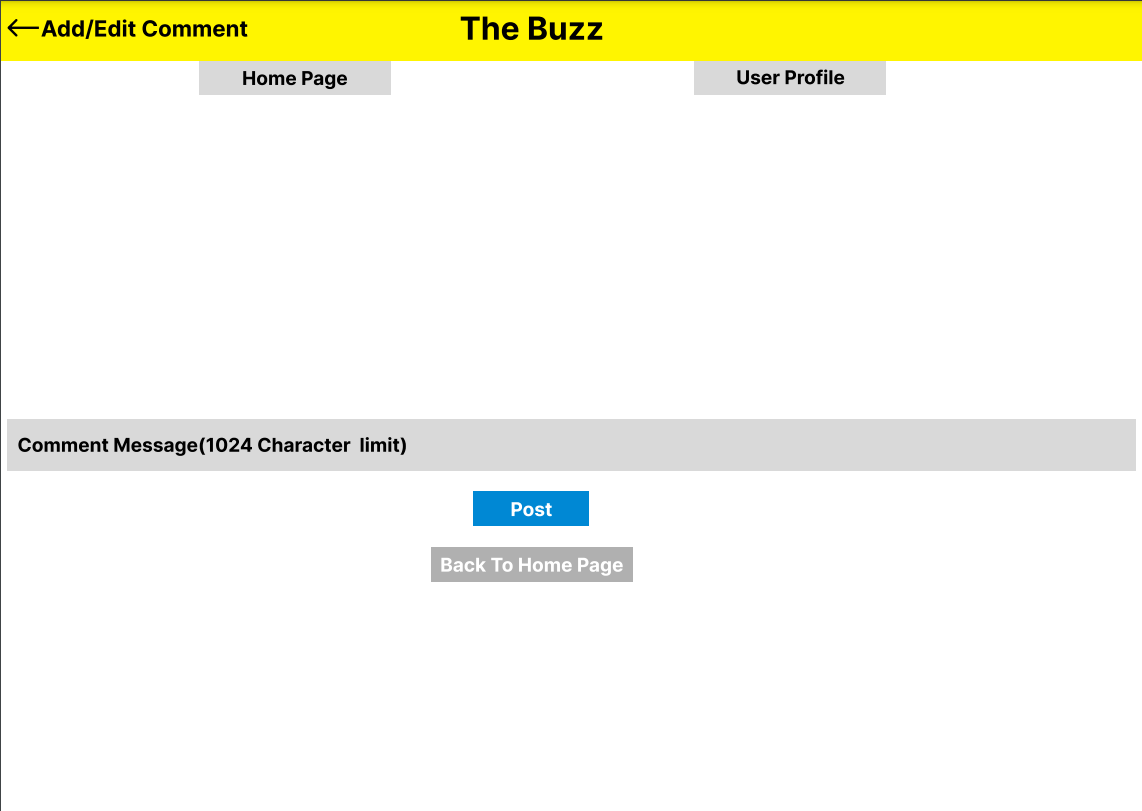 Add/Edit Comment
The Buzz
Home Page
User Profile
Comment Message(1024 Character  limit)
Post
Back To Home Page